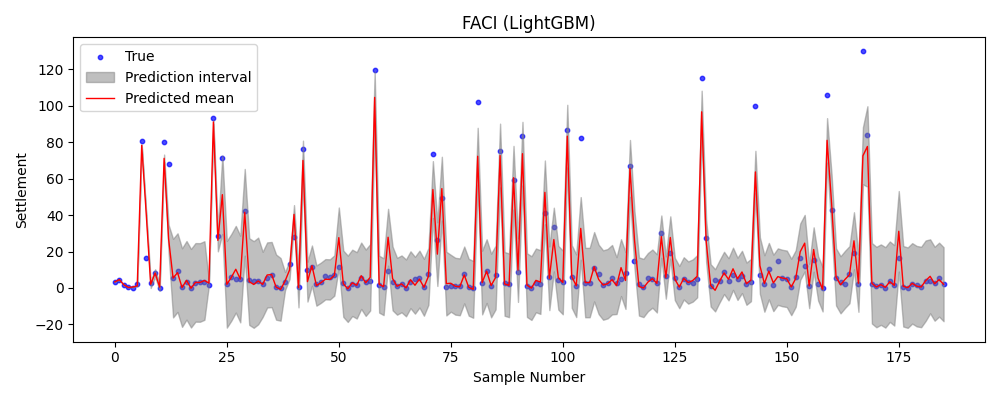 FACI (LightGBM)
True
Prediction interval
Predicted mean
Settlement
120
100
80
60
40
20
0
−20
0 25 50 75 100 125 150 175
Sample Number